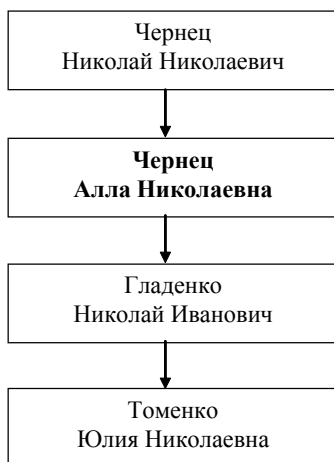 Чернец
Николай Николаевич
Чернец
Алла Николаевна
Гладенко
Николай Иванович
Томенко
Юлия Николаевна